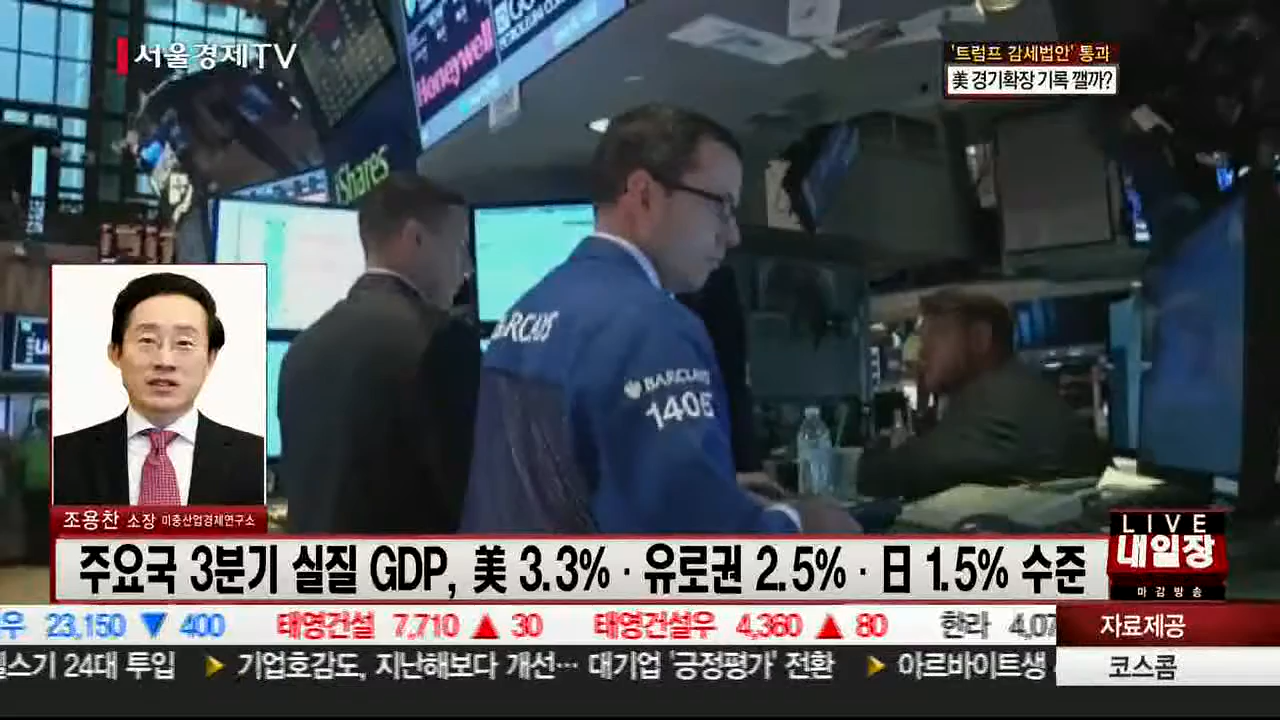 서울경제TV
'트럼프 감세법안' 통과
美 경기확장 기록 깰까?
Honeywell
iShares
BARCLAYS
BARCLAYS
1406
조용찬 소장 미중산업경제연구소
주요국 3분기 실질 GDP, 美 3.3% · 유로권 2.5% · 日 1.5% 수준
LIVE
내일장
마감방송
우 23,150 ▼ 400 태영건설 7,710 ▲ 30 태영건설우 4,360 ▲ 80 한라 4,07
자료제공
스기 24대 투입 ▶ 기업호감도, 지난해보다 개선… 대기업 '긍정평가' 전환 ▶ 아르바이트생
코스콤